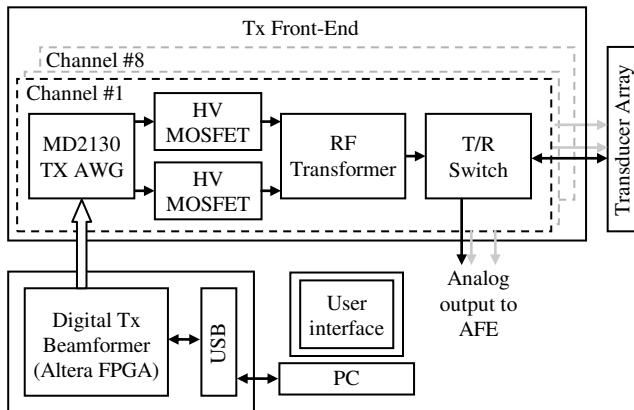 Tx Front-End
Channel #8
Channel #1
MD2130
TX AWG
HV
MOSFET
HV
MOSFET
RF
Transformer
T/R
Switch
Transducer Array
Analog
output to
AFE
Digital Tx
Beamformer
(Altera FPGA)
USB
User
interface
PC